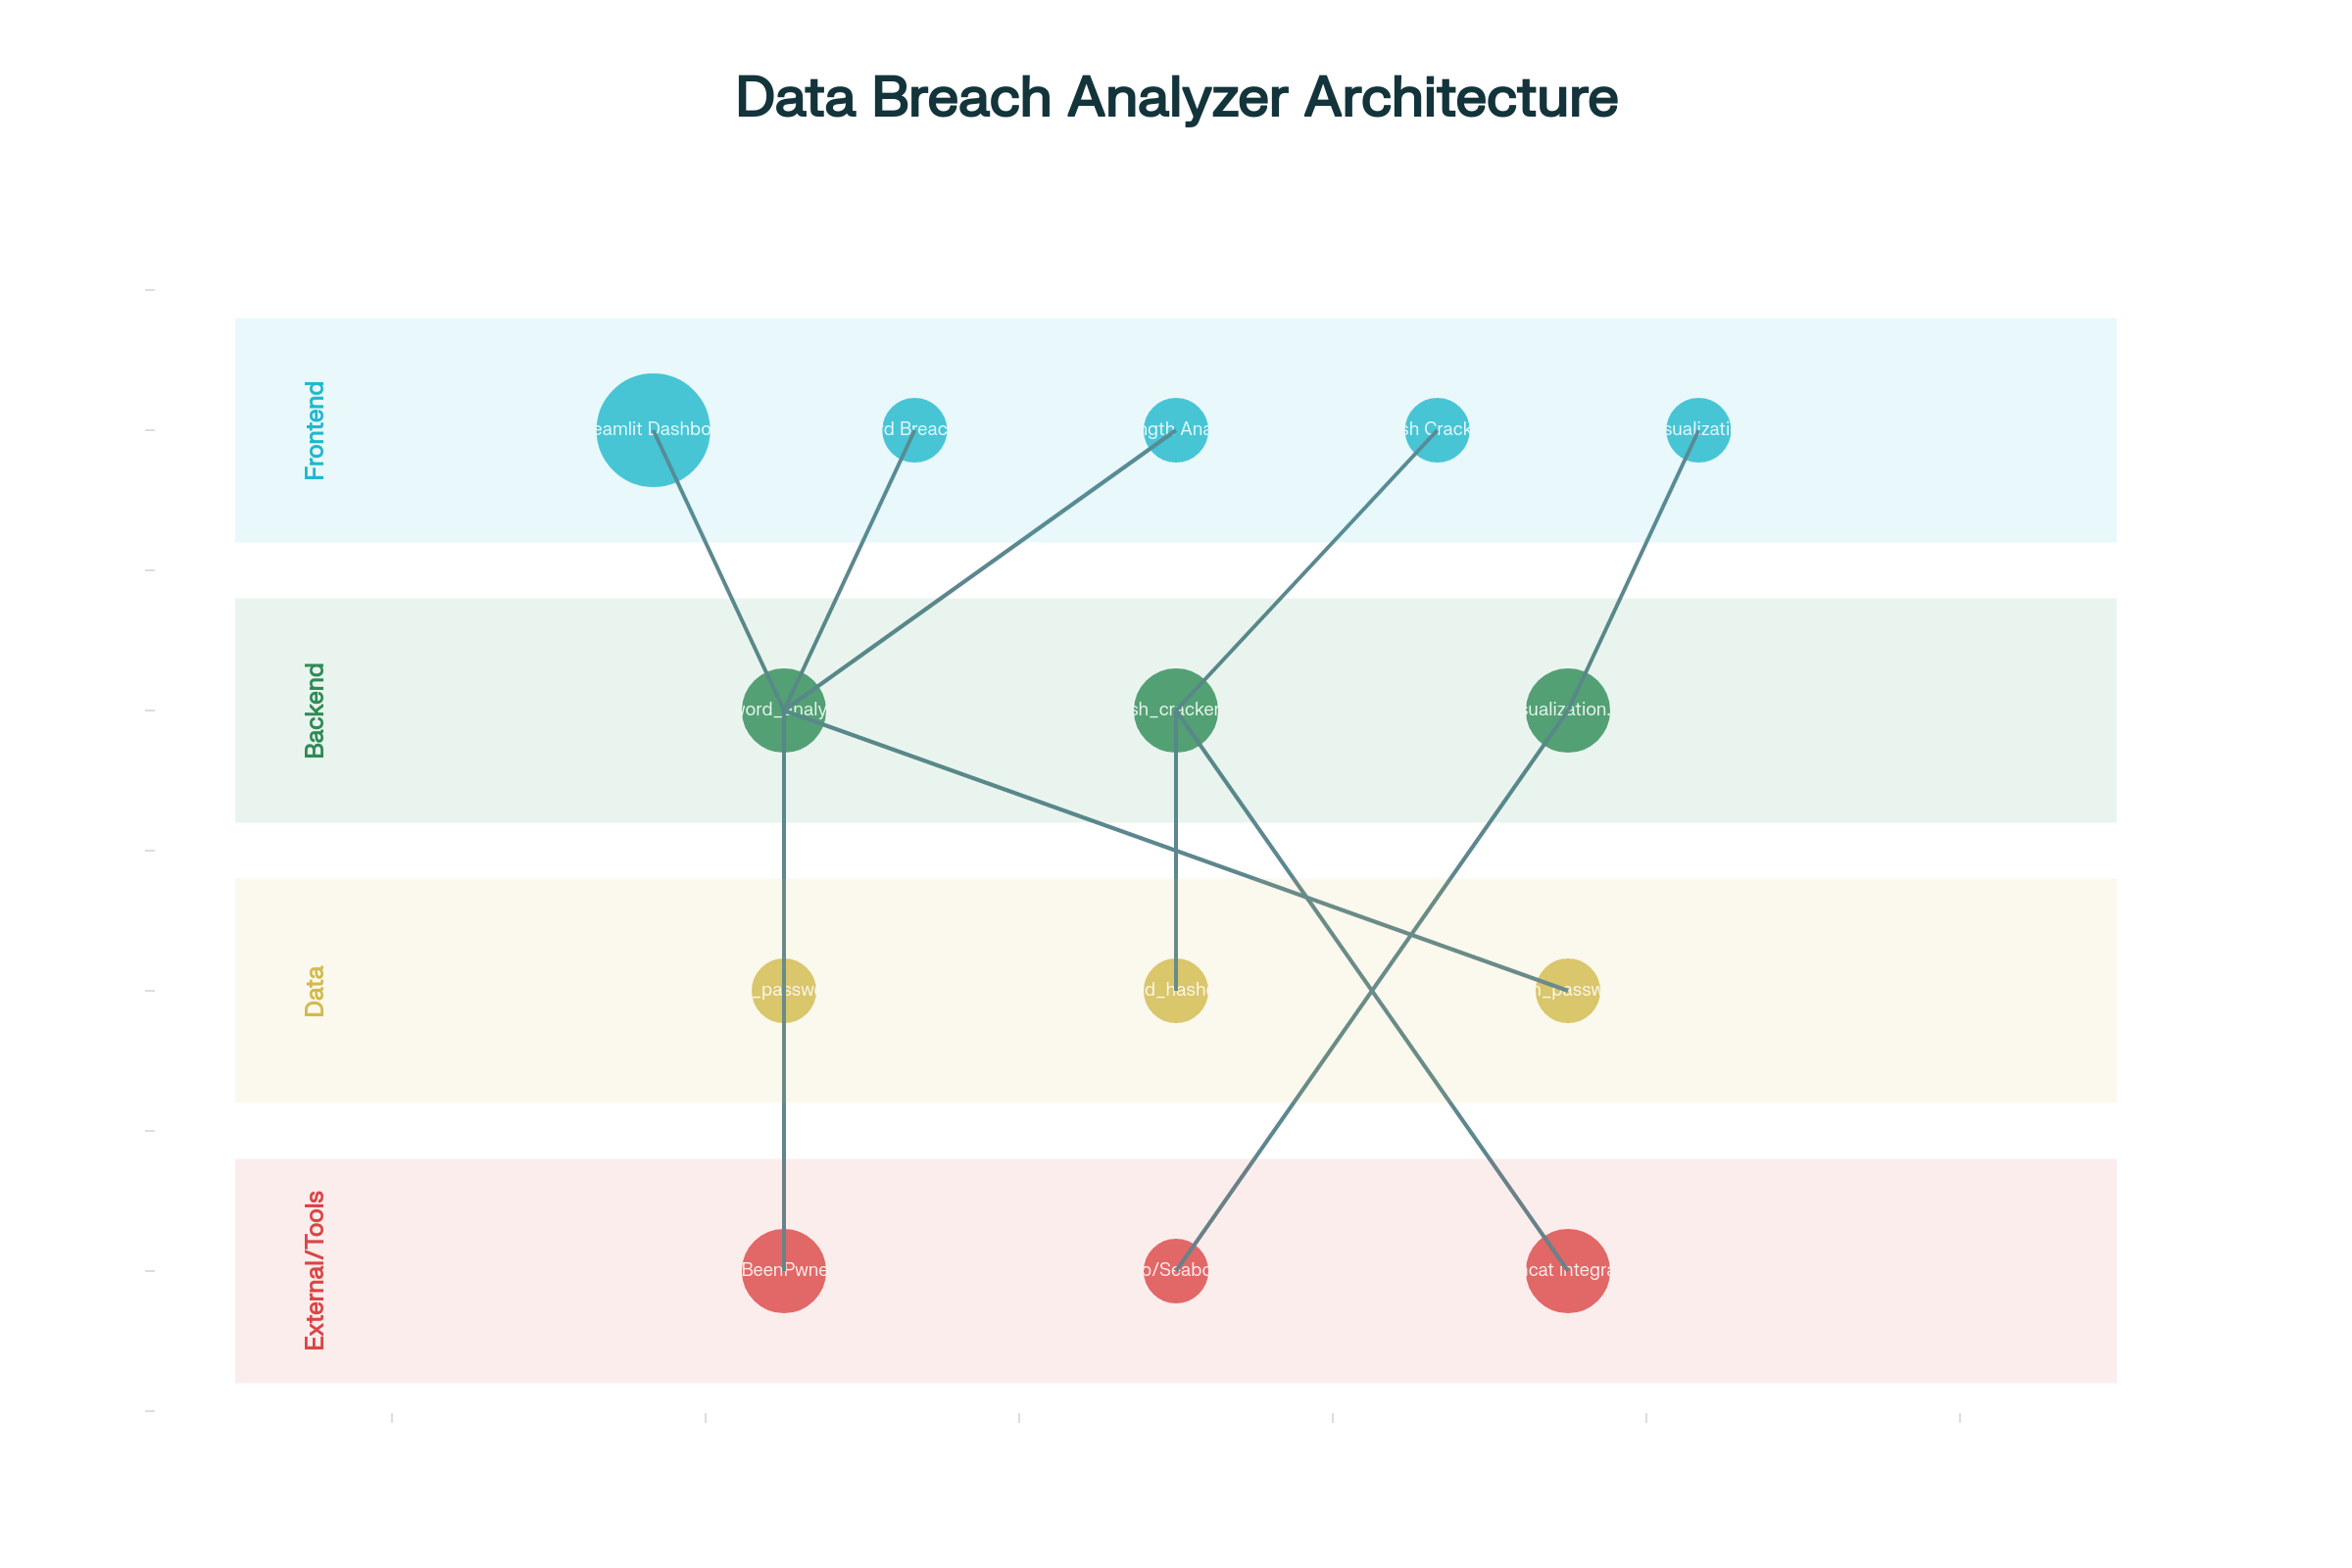 Data Breach Analyzer Architecture
Frontend
eamlit Dashbo
d Breac
ngth Ana
sh Crack
sualizati
Backend
word_analy
sh_cracker
sualization.
Data
_passw
d_hash
h_passw
External/Tools
BeenPwne
o/Seabo
cat integra